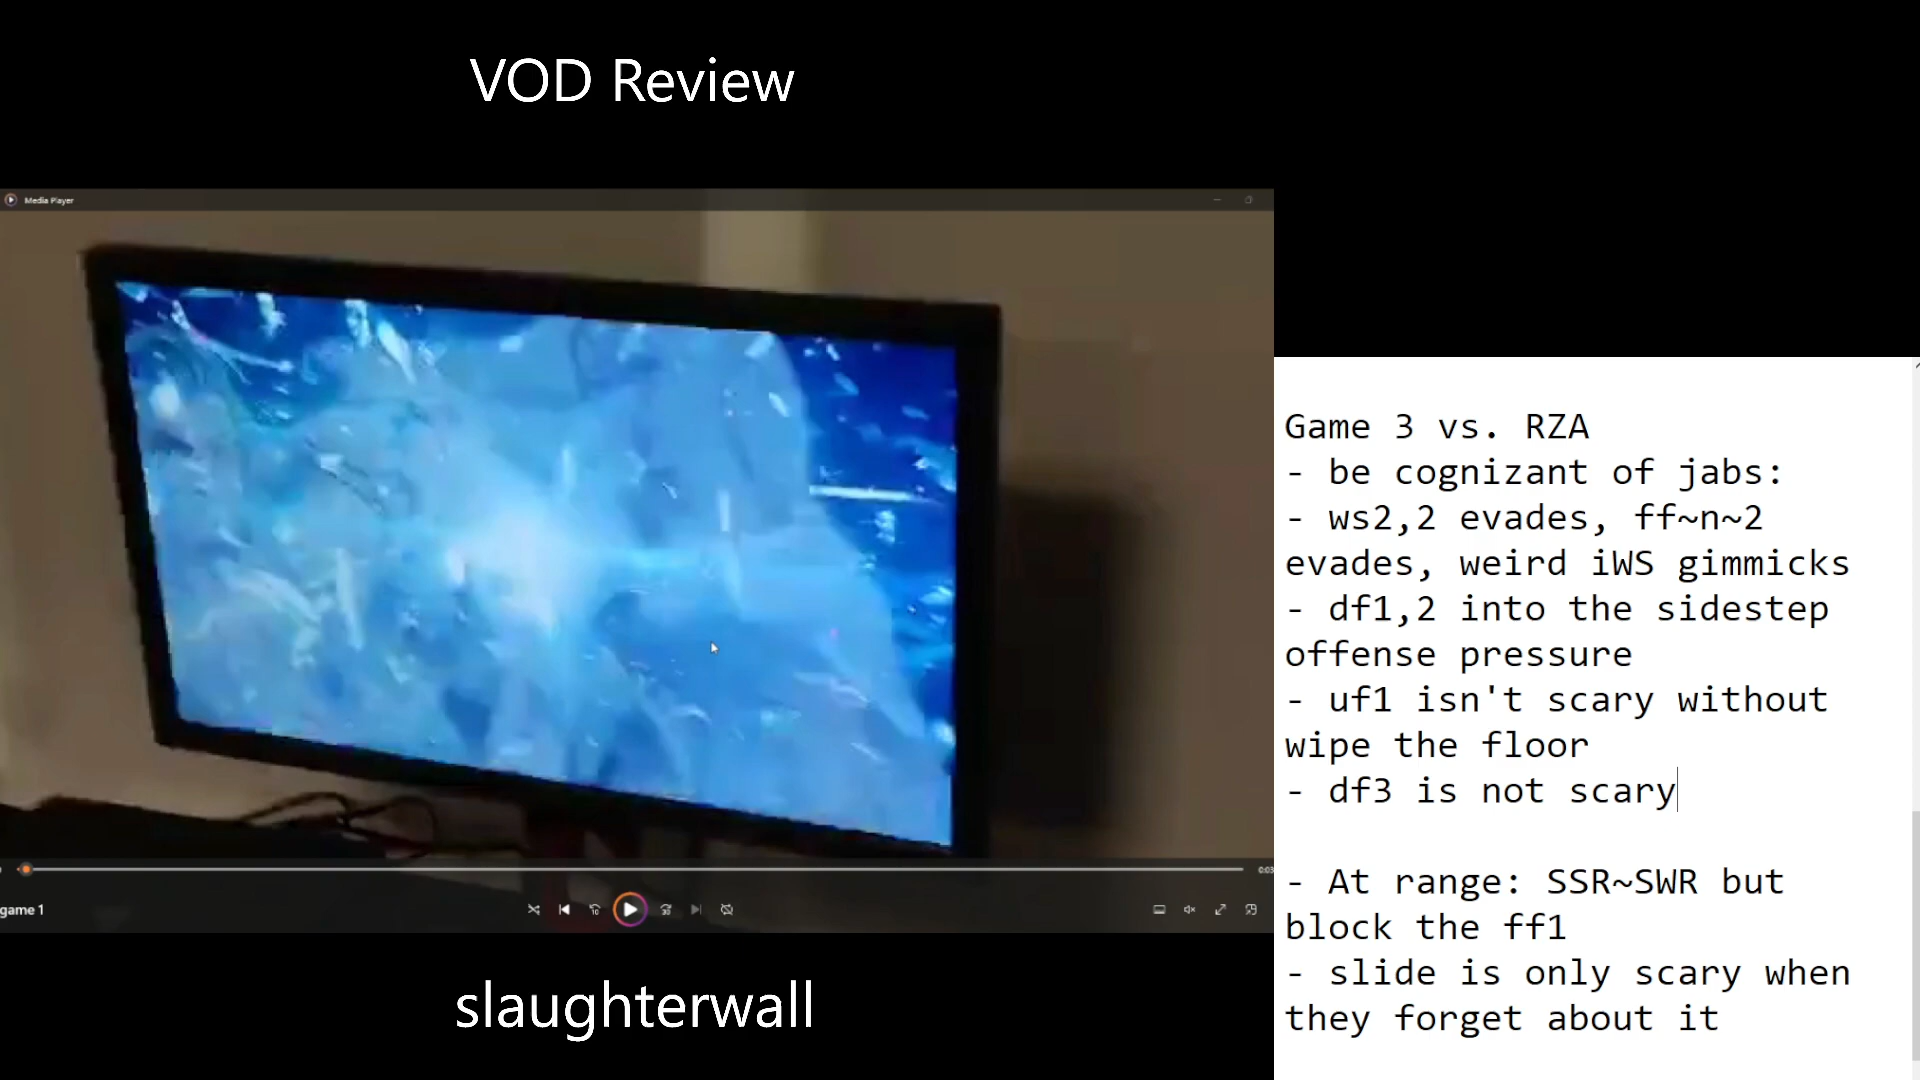 VOD Review
Media Player
game 1
slaughterwall
Game 3 vs. RZA
- be cognizant of jabs:
- ws2,2 evades, ff~n~2
evades, weird iWS gimmicks
- df1,2 into the sidestep
offense pressure
- uf1 isn't scary without
wipe the floor
- df3 is not scary
- At range: SSR~SWR but
block the ff1
- slide is only scary when
they forget about it